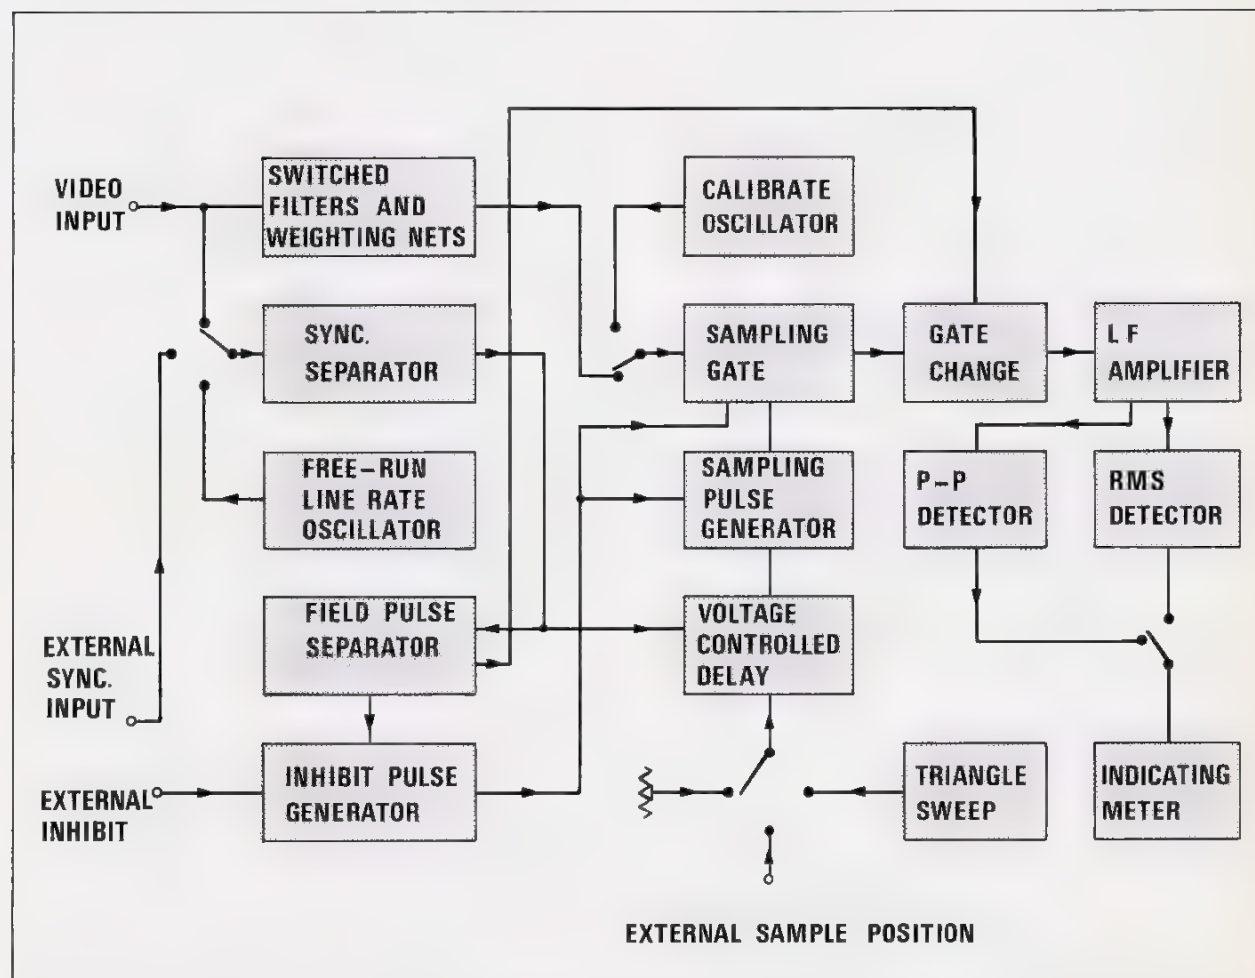 VIDEO
INPUT
SWITCHED
FILTERS AND
WEIGHTING NETS
CALIBRATE
OSCILLATOR
SYNC.
SEPARATOR
SAMPLING
GATE
GATE
CHANGE
LF
AMPLIFIER
FREE-RUN
LINE RATE
OSCILLATOR
SAMPLING
PULSE
GENERATOR
P-P
DETECTOR
RMS
DETECTOR
FIELD PULSE
SEPARATOR
VOLTAGE
CONTROLLED
DELAY
EXTERNAL
SYNC.
INPUT
EXTERNAL
INHIBIT
INHIBIT PULSE
GENERATOR
TRIANGLE
SWEEP
INDICATING
METER
EXTERNAL SAMPLE POSITION